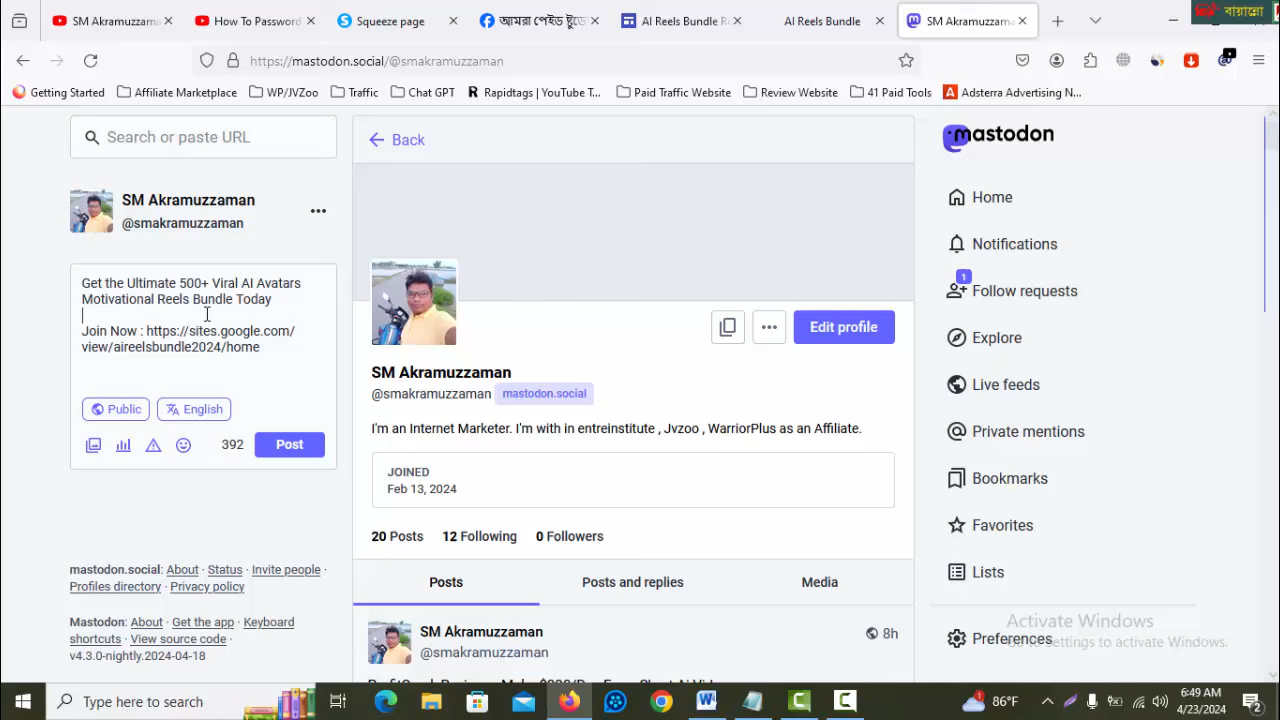 SM Akramuzzaman
How To Password
Squeeze page
আমরা পেইড
AI Reels Bundle R
AI Reels Bundle
SM Akramuzzaman
বায়ান্নো
https://mastodon.social/@smakramuzzaman
Getting Started
Affiliate Marketplace
WP/JVZoo
Traffic
Chat GPT
Rapidtags | YouTube T...
Paid Traffic Website
Review Website
41 Paid Tools
Adsterra Advertising N...
Search or paste URL
SM Akramuzzaman
@smakramuzzaman
Get the Ultimate 500+ Viral AI Avatars
Motivational Reels Bundle Today
Join Now : https://sites.google.com/
view/aireelsbundle2024/home
Public
English
392
Post
mastodon.social: About · Status · Invite people ·
Profiles directory · Privacy policy
Mastodon: About · Get the app · Keyboard
shortcuts · View source code ·
v4.3.0-nightly.2024-04-18
Back
Edit profile
SM Akramuzzaman
@smakramuzzaman mastodon.social
I'm an Internet Marketer. I'm with in entreinstitute , Jvzoo , WarriorPlus as an Affiliate.
JOINED
Feb 13, 2024
20 Posts
12 Following
0 Followers
Posts
Posts and replies
Media
SM Akramuzzaman
8h
@smakramuzzaman
mastodon
Home
Notifications
1
Follow requests
Explore
Live feeds
Private mentions
Bookmarks
Favorites
Lists
Preferences
Activate Windows
Go to Settings to activate Windows.
Type here to search
1
86°F
6:49 AM
4/23/2024
2